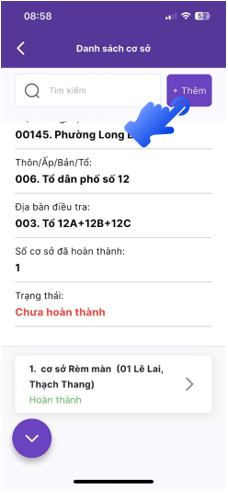 08:58
52
Danh sách cơ sở
Tìm kiếm
+ Thêm
00145. Phường Long
Thôn/Ấp/Bản/Tổ:
006. Tổ dân phố số 12
Địa bàn điều tra:
003. Tổ 12A+12B+12C
Số cơ sở đã hoàn thành:
1
Trạng thái:
Chưa hoàn thành
1. cơ sở Rèm màn (01 Lê Lai,
Thạch Thang)
Hoàn thành